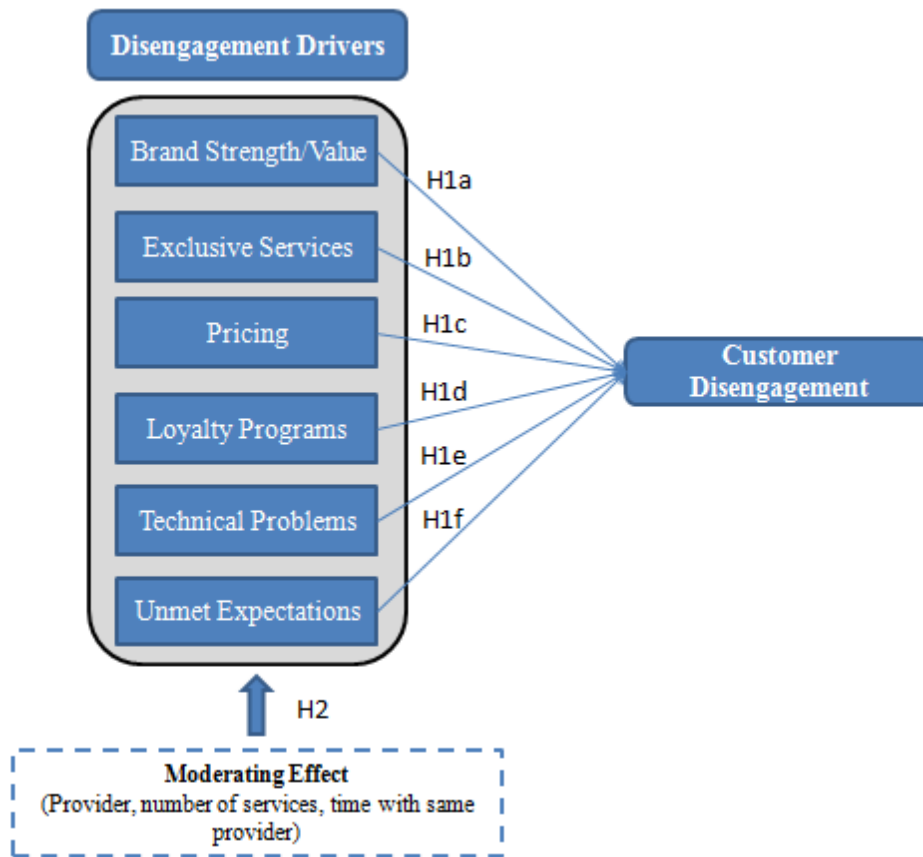 Disengagement Drivers
Brand Strength/Value
H1a
Exclusive Services
H1b
Pricing
H1c
Customer
Disengagement
Loyalty Programs
H1d
Technical Problems
H1e
Unmet Expectations
H1f
H2
Moderating Effect
(Provider, number of services, time with same
provider)